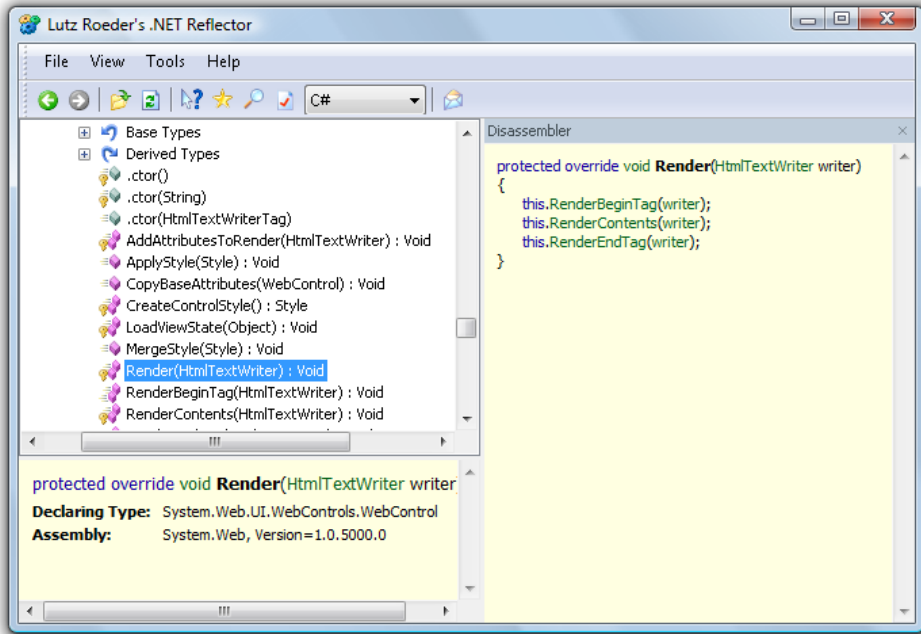 Lutz Roeder's .NET Reflector
File View Tools Help
C#
Base Types
Derived Types
.ctor()
.ctor(String)
.ctor(HtmlTextWriterTag)
AddAttributesToRender(HtmlTextWriter) : Void
ApplyStyle(Style) : Void
CopyBaseAttributes(WebControl) : Void
CreateControlStyle() : Style
LoadViewState(Object) : Void
MergeStyle(Style) : Void
Render(HtmlTextWriter) : Void
RenderBeginTag(HtmlTextWriter) : Void
RenderContents(HtmlTextWriter) : Void
protected override void Render(HtmlTextWriter writer
Declaring Type: System.Web.UI.WebControls.WebControl
Assembly: System.Web, Version=1.0.5000.0
Disassembler
protected override void Render(HtmlTextWriter writer)
{
this.RenderBeginTag(writer);
this.RenderContents(writer);
this.RenderEndTag(writer);
}